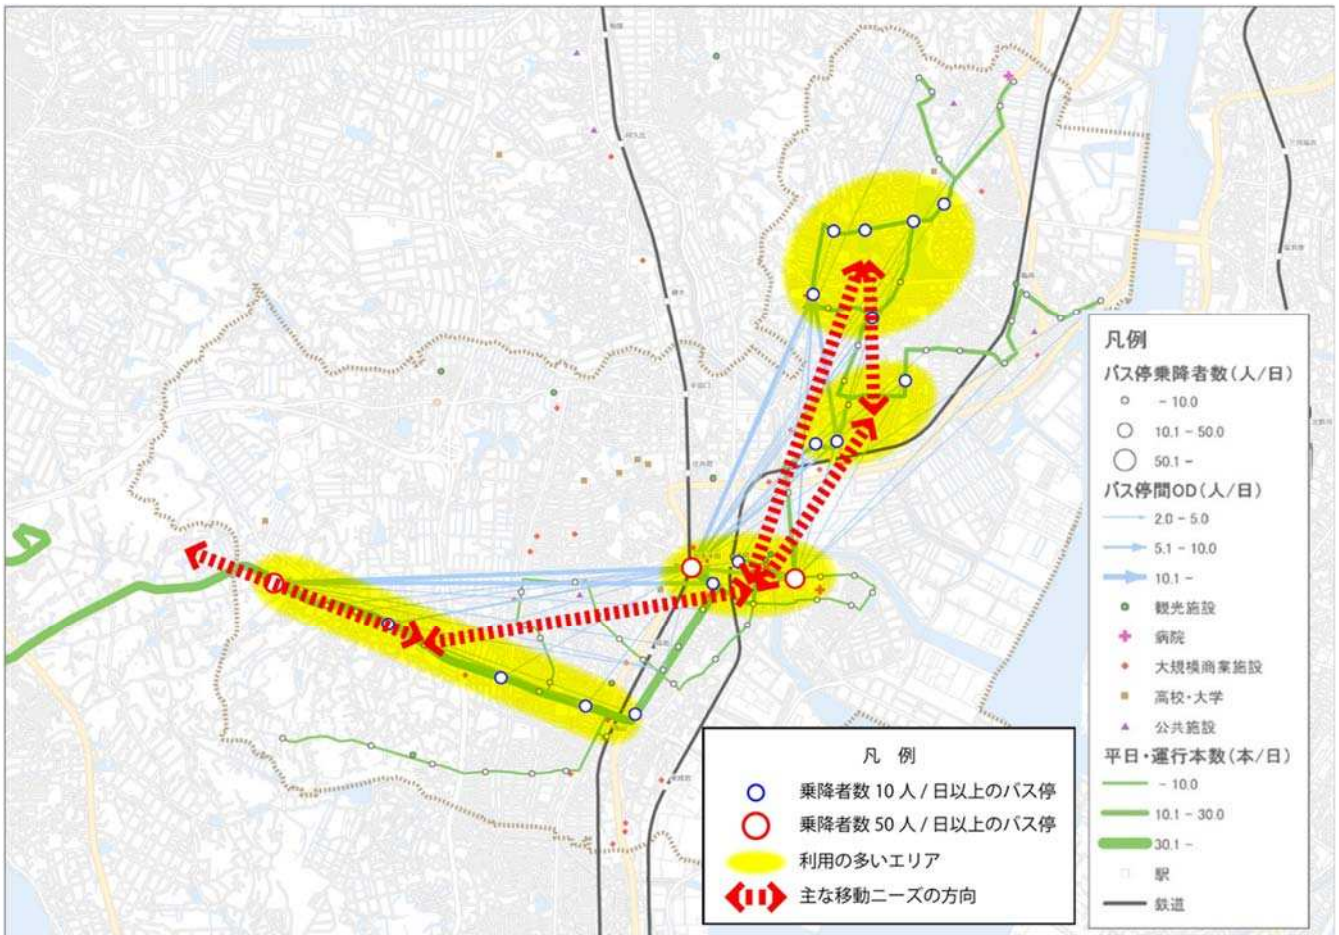 凡例
バス停乗降者数(人/日)
- 10.0
10.1 - 50.0
50.1 -
バス停間OD(人/日)
2.0 - 5.0
5.1 - 10.0
10.1 -
観光施設
病院
大規模商業施設
高校・大学
公共施設
平日・運行本数(本/日)
- 10.0
10.1 - 30.0
30.1 -
駅
鉄道
凡 例
乗降者数 10 人 / 日以上のバス停
乗降者数 50 人 / 日以上のバス停
利用の多いエリア
主な移動ニーズの方向